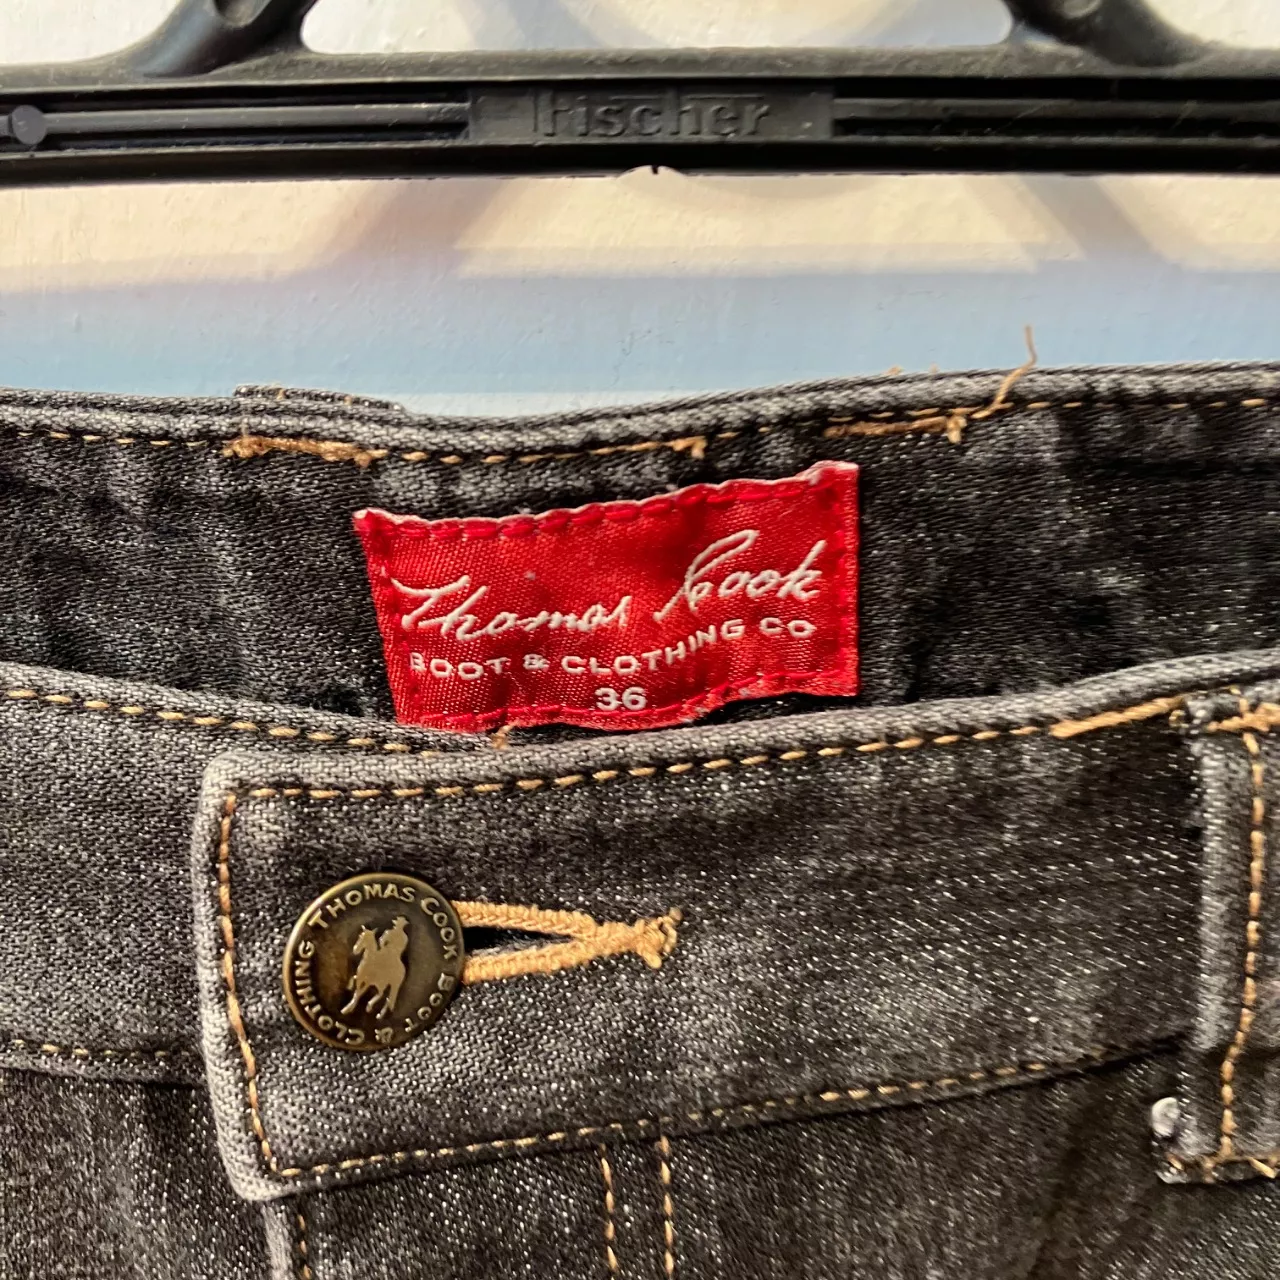 Fischer
Thomas Cook
BOOT & CLOTHING CO
36
THOMAS COOK BOOT & CLOTHING